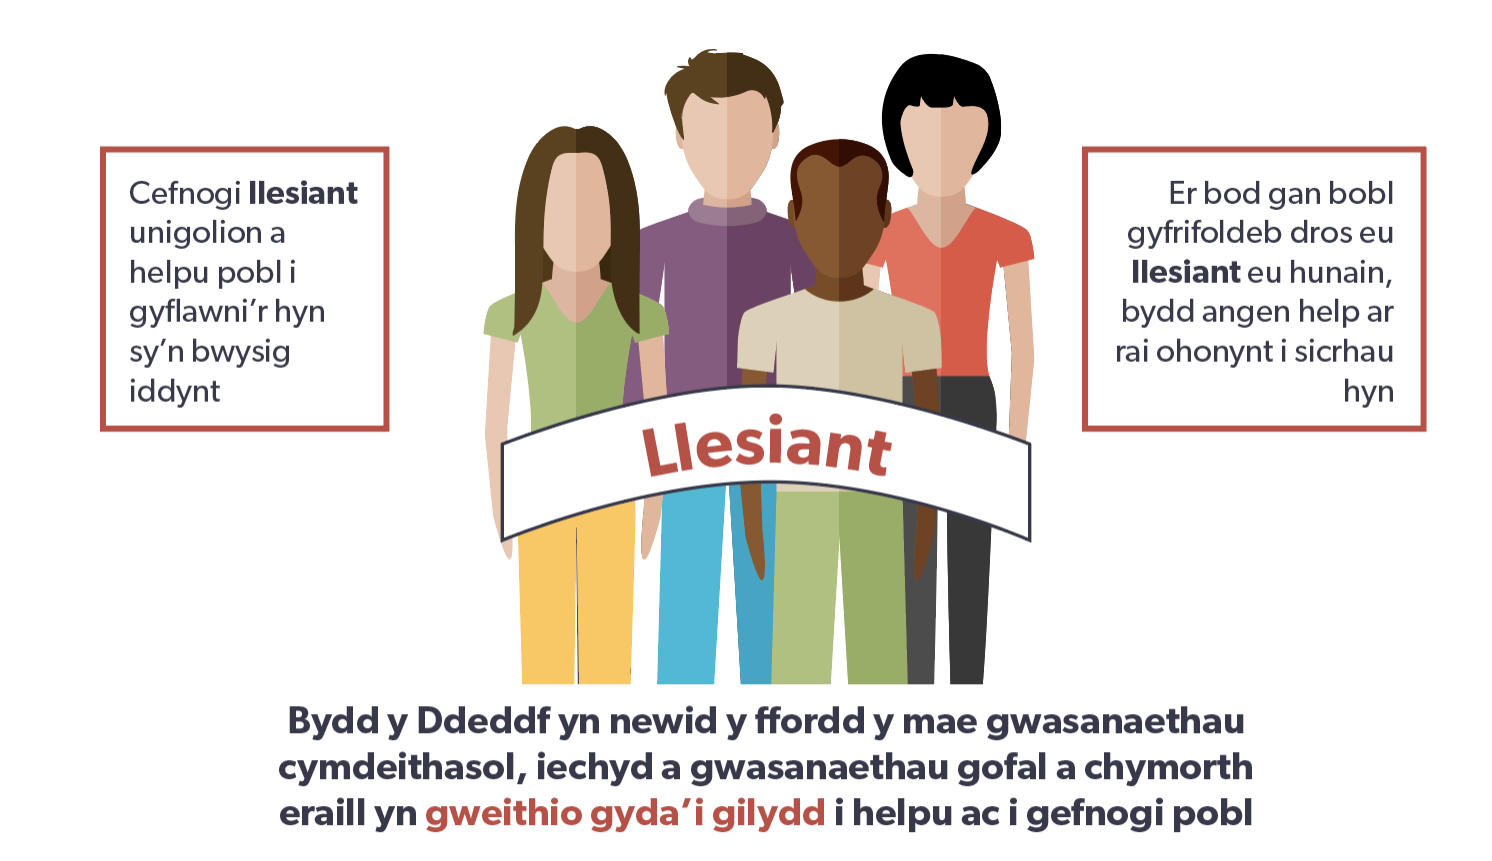 Cefnogi llesiant
unigolion a
helpu pobl i
gyflawni’r hyn
sy’n bwysig
iddynt
Er bod gan bobl
gyfrifoldeb dros eu
llesiant eu hunain,
bydd angen help ar
rai ohonynt i sicrhau
hyn
Llesiant
Bydd y Ddeddf yn newid y ffordd y mae gwasanaethau
cymdeithasol, iechyd a gwasanaethau gofal a chymorth
eraill yn gweithio gyda’i gilydd i helpu ac i gefnogi pobl